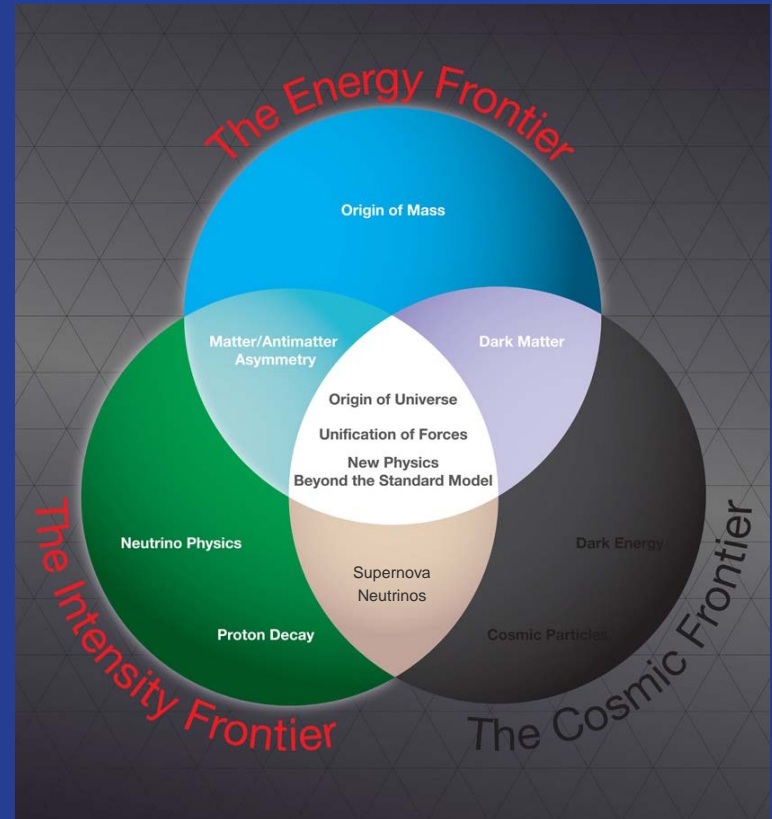 The Energy Frontier
Origin of Mass
Matter/Antimatter
Asymmetry
Dark Matter
Origin of Universe
Unification of Forces
New Physics
Beyond the Standard Model
Neutrino Physics
Dark Energy
Supernova
Neutrinos
Proton Decay
Cosmic Particles
The Intensity Frontier
The Cosmic Frontier